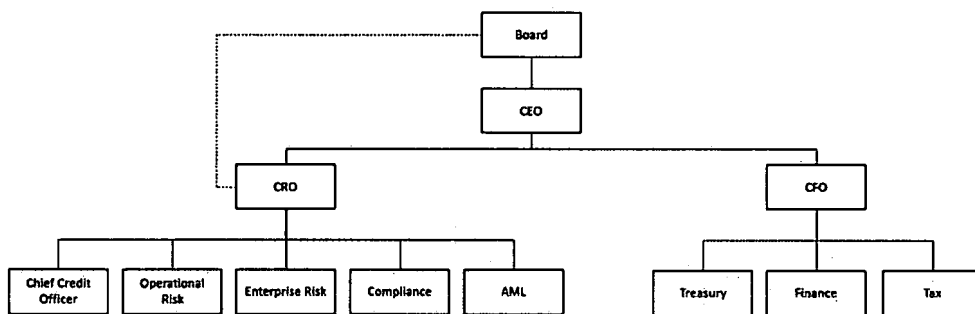 Board
CEO
CRO
CFO
Chief Credit
Officer
Operational
Risk
Enterprise Risk
Compliance
AML
Treasury
Finance
Tax